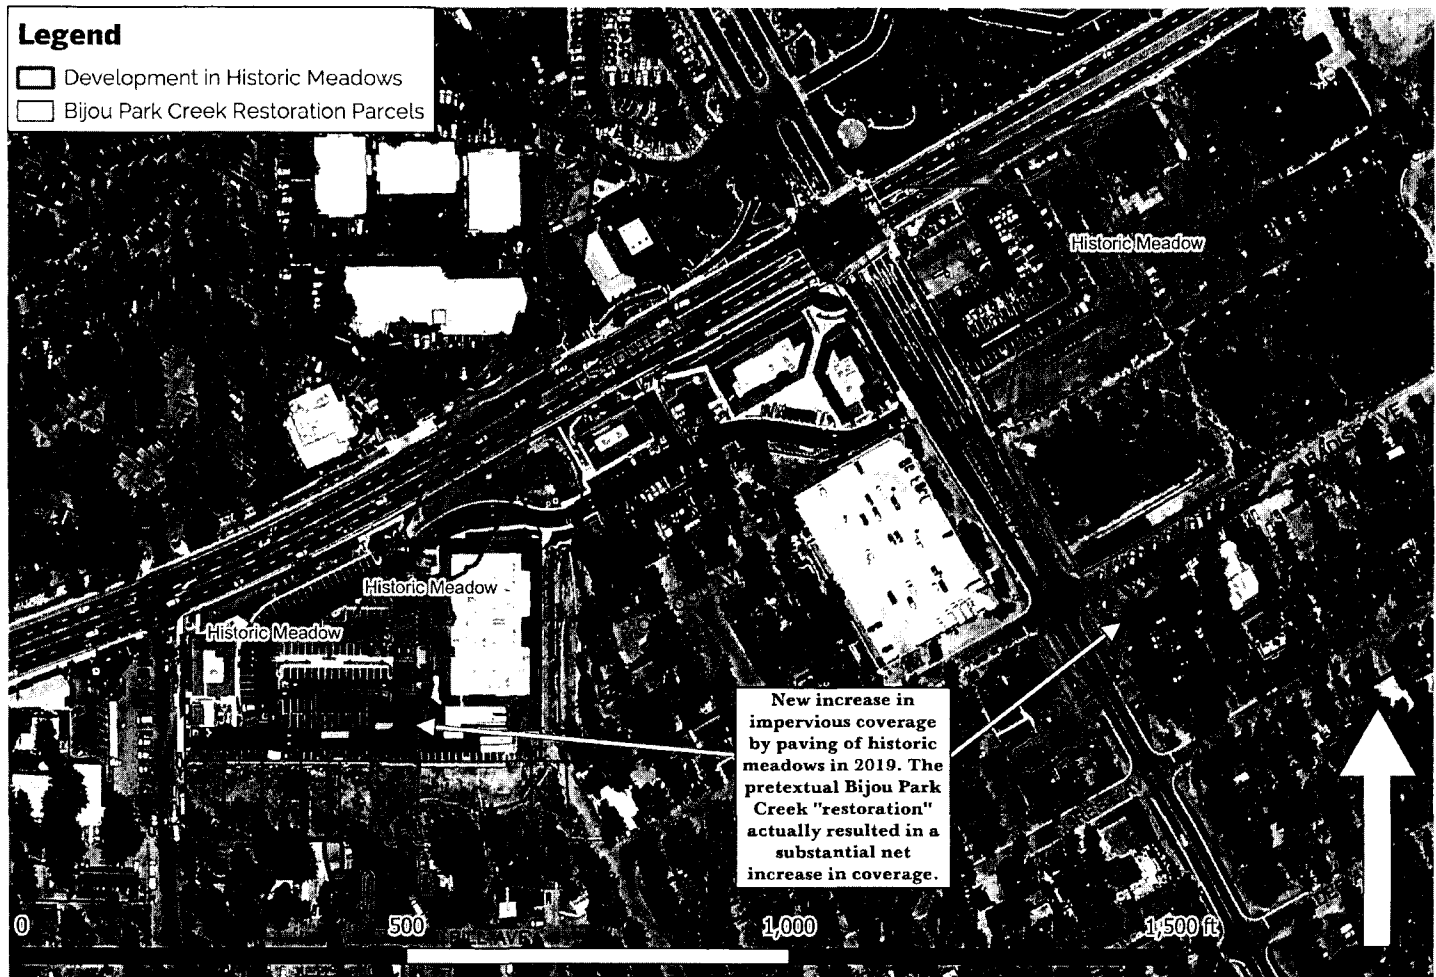 Legend
Development in Historic Meadows
Bijou Park Creek Restoration Parcels
Historic Meadow
Historic Meadow
Historic Meadow
New increase in
impervious coverage
by paving of historic
meadows in 2019. The
pretextual Bijou Park
Creek "restoration"
actually resulted in a
substantial net
increase in coverage.
0
500
1,000
1,500 ft